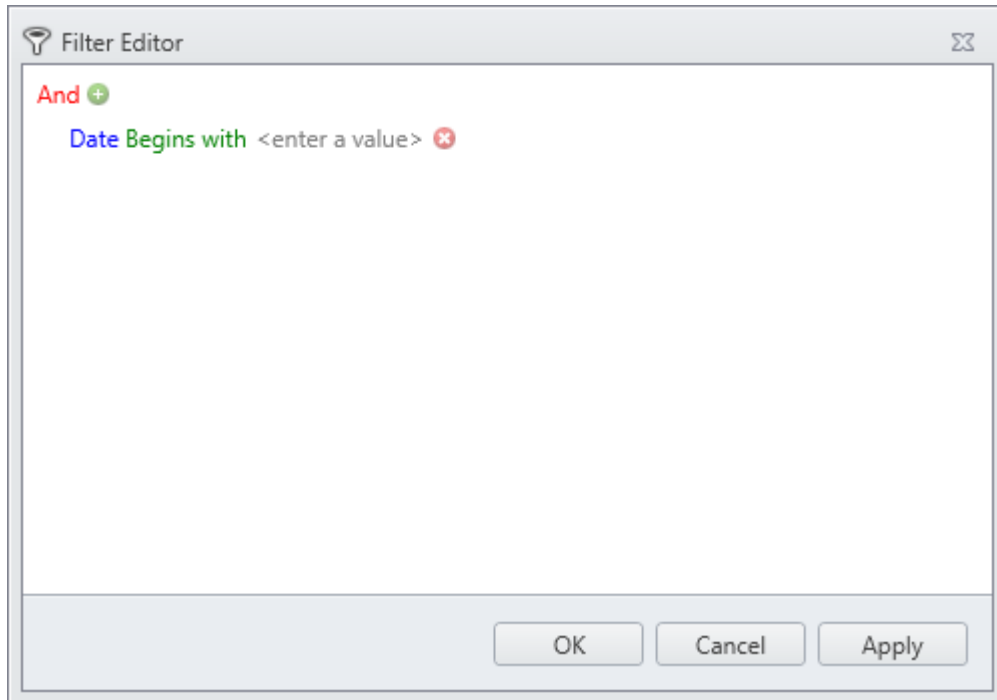 Filter Editor
And
Date Begins with <enter a value>
OK Cancel Apply